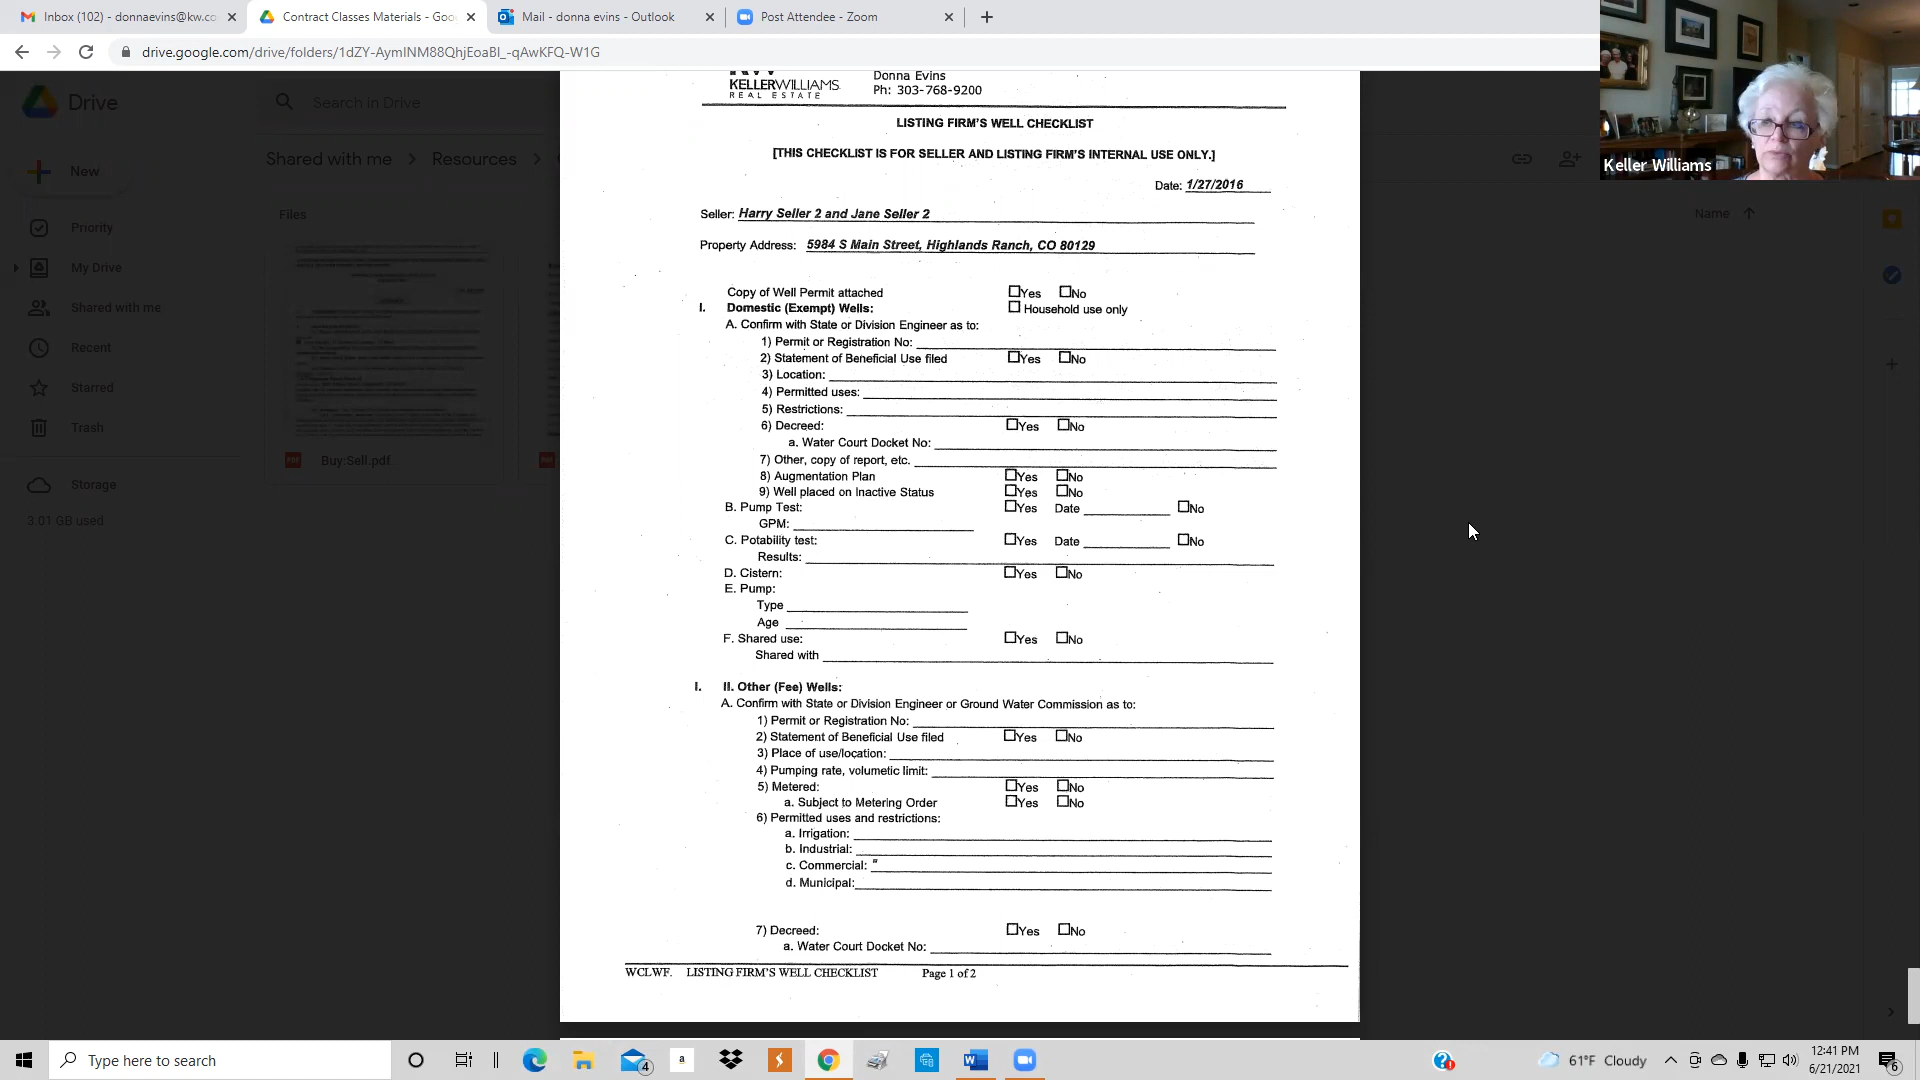 Inbox (102) - donnaevins@kw.co
Contract Classes Materials - Goo
Mail - donna evins - Outlook
Post Attendee - Zoom
drive.google.com/drive/folders/1dZY-AymINM88QhjEoaBI_-qAwKFQ-W1G
Drive
Search in Drive
New
Shared with me > Resources >
Files
Name
Priority
My Drive
Shared with me
Recent
Starred
Trash
Storage
3.01 GB used
Buy:Sell.pdf
Keller Williams
KELLERWILLIAMS.
REAL ESTATE
Donna Evins
Ph: 303-768-9200
LISTING FIRM'S WELL CHECKLIST
[THIS CHECKLIST IS FOR SELLER AND LISTING FIRM'S INTERNAL USE ONLY.]
Date: 1/27/2016
Seller: Harry Seller 2 and Jane Seller 2
Property Address: 5984 S Main Street, Highlands Ranch, CO 80129
Copy of Well Permit attached Yes No
I. Domestic (Exempt) Wells: Household use only
A. Confirm with State or Division Engineer as to:
1) Permit or Registration No:
2) Statement of Beneficial Use filed Yes No
3) Location:
4) Permitted uses:
5) Restrictions:
6) Decreed: Yes No
a. Water Court Docket No:
7) Other, copy of report, etc.
8) Augmentation Plan Yes No
9) Well placed on Inactive Status Yes No
B. Pump Test: Yes Date No
GPM:
C. Potability test: Yes Date No
Results:
D. Cistern: Yes No
E. Pump:
Type
Age
F. Shared use: Yes No
Shared with
I. II. Other (Fee) Wells:
A. Confirm with State or Division Engineer or Ground Water Commission as to:
1) Permit or Registration No:
2) Statement of Beneficial Use filed Yes No
3) Place of use/location:
4) Pumping rate, volumetic limit:
5) Metered: Yes No
a. Subject to Metering Order Yes No
6) Permitted uses and restrictions:
a. Irrigation:
b. Industrial:
c. Commercial: "
d. Municipal:
7) Decreed: Yes No
a. Water Court Docket No:
WCLWF. LISTING FIRM'S WELL CHECKLIST Page 1 of 2
Type here to search
4
a
61°F Cloudy
12:41 PM
6/21/2021
6